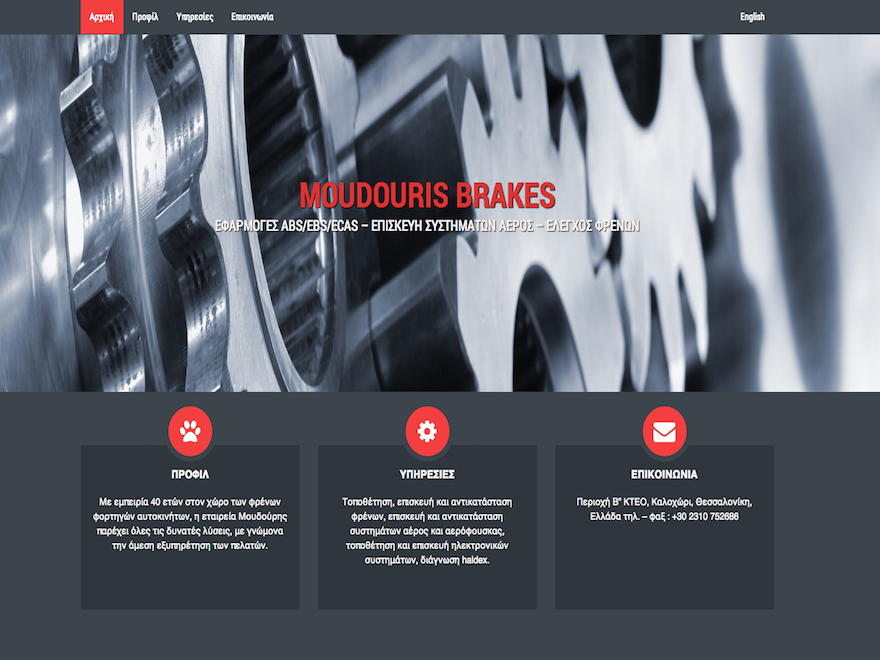 Αρχική Προφίλ Υπηρεσίες Επικοινωνία English
MOUDOURIS BRAKES
ΕΦΑΡΜΟΓΕΣ ABS/EBS/ECAS – ΕΠΙΣΚΕΥΗ ΣΥΣΤΗΜΑΤΩΝ ΑΕΡΟΣ – ΕΛΕΓΧΟΣ ΦΡΕΝΩΝ
ΠΡΟΦΙΛ
Με εμπειρία 40 ετών στον χώρο των φρένων
φορτηγών αυτοκινήτων, η εταιρεία Μουδούρης
παρέχει όλες τις δυνατές λύσεις, με γνώμονα
την άμεση εξυπηρέτηση των πελατών.
ΥΠΗΡΕΣΙΕΣ
Τοποθέτηση, επισκευή και αντικατάσταση
φρένων, επισκευή και αντικατάσταση
συστημάτων αέρος και αερόφουσκας,
τοποθέτηση και επισκευή ηλεκτρονικών
συστημάτων, διάγνωση haldex.
ΕΠΙΚΟΙΝΩΝΙΑ
Περιοχή Β" ΚΤΕΟ, Καλοχώρι, Θεσσαλονίκη,
Ελλάδα τηλ. – φαξ : +30 2310 752686